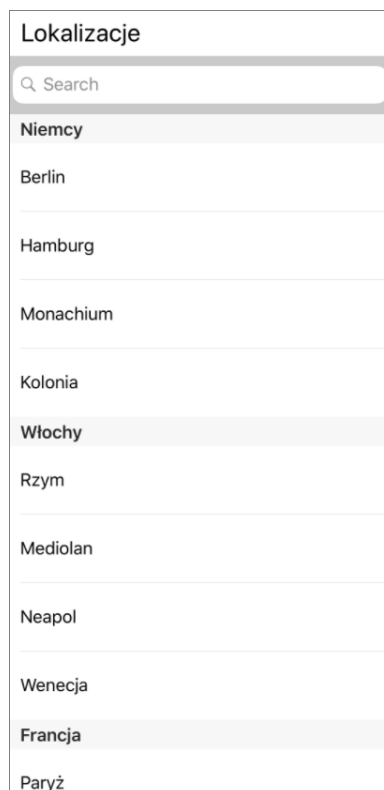 Lokalizacje
Search
Niemcy
Berlin
Hamburg
Monachium
Kolonia
Włochy
Rzym
Mediolan
Neapol
Wenecja
Francja
Paryż